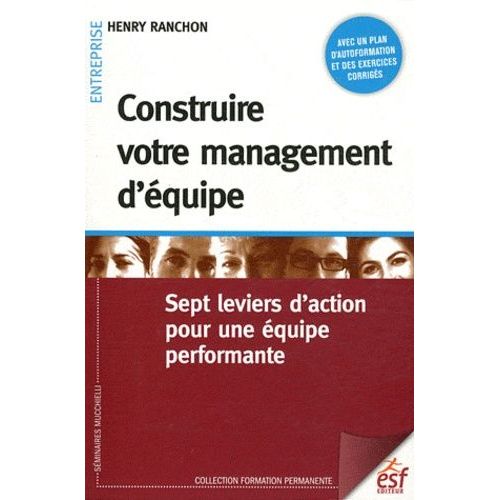 ENTREPRISE
HENRY RANCHON
AVEC UN PLAN
D'AUTOFORMATION
ET DES EXERCICES
CORRIGÉS
Construire
votre management
d'équipe
Sept leviers d'action
pour une équipe
performante
SÉMINAIRES MUCCHIELLI
COLLECTION FORMATION PERMANENTE
esf
EDITEUR